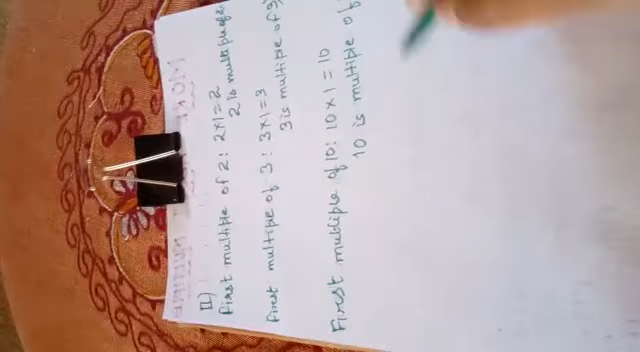 II)
First multiple of 2: 2×1=2
2 is multiple of 2
First multiple of 3: 3×1=3
3 is multiple of 3
First multiple of 10: 10×1=10
10 is multiple of